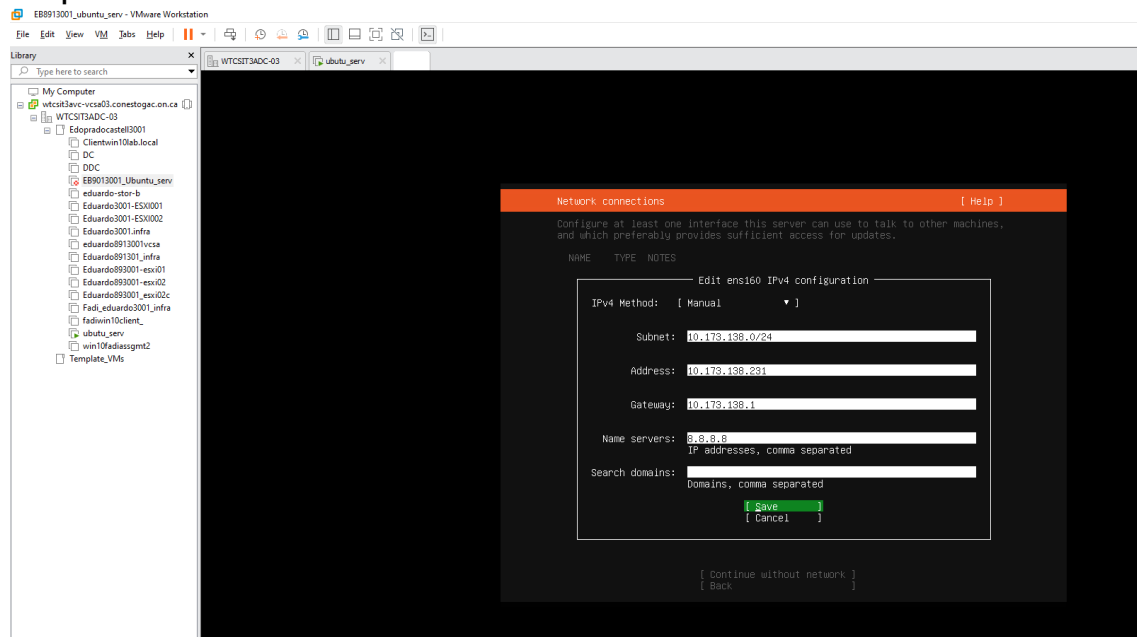 EB8913001_ubuntu_serv - VMware Workstation
File Edit View VM Tabs Help
Library
Type here to search
WTCSIT3ADC-03
ubutu_serv
My Computer
wtcsit3avc-vcsa03.conestogac.on.ca
WTCSIT3ADC-03
Edopradocastell3001
Clientwin10lab.local
DC
DDC
EB9013001_Ubuntu_serv
eduardo-stor-b
Eduardo3001-ESXI001
Eduardo3001-ESXI002
Eduardo3001.infra
eduardo8913001vcsa
Eduardo891301_infra
Eduardo893001-esxi01
Eduardo893001-esxi02
Eduardo893001_esxi02c
Fadi_eduardo3001_infra
fadiwin10client_
ubutu_serv
win10fadiassgmt2
Template_VMs
Network connections [ Help ]
Configure at least one interface this server can use to talk to other machines,
and which preferably provides sufficient access for updates.
NAME TYPE NOTES
Edit ens160 IPv4 configuration
IPv4 Method: [ Manual ▾ ]
Subnet: 10.173.138.0/24
Address: 10.173.138.231
Gateway: 10.173.138.1
Name servers: 8.8.8.8
IP addresses, comma separated
Search domains:
Domains, comma separated
[ Save ]
[ Cancel ]
[ Continue without network ]
[ Back ]